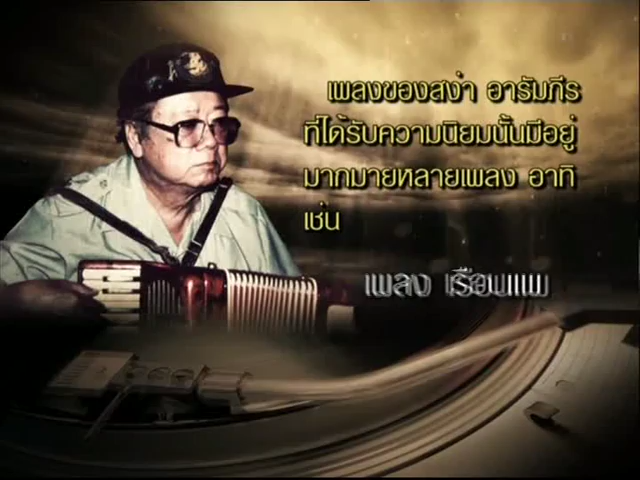 เพลงของสง่า อารัมภีร
ที่ได้รับความนิยมนั้นมีอยู่
มากมายหลายเพลง อาทิ
เช่น
เพลง เรือนแพ